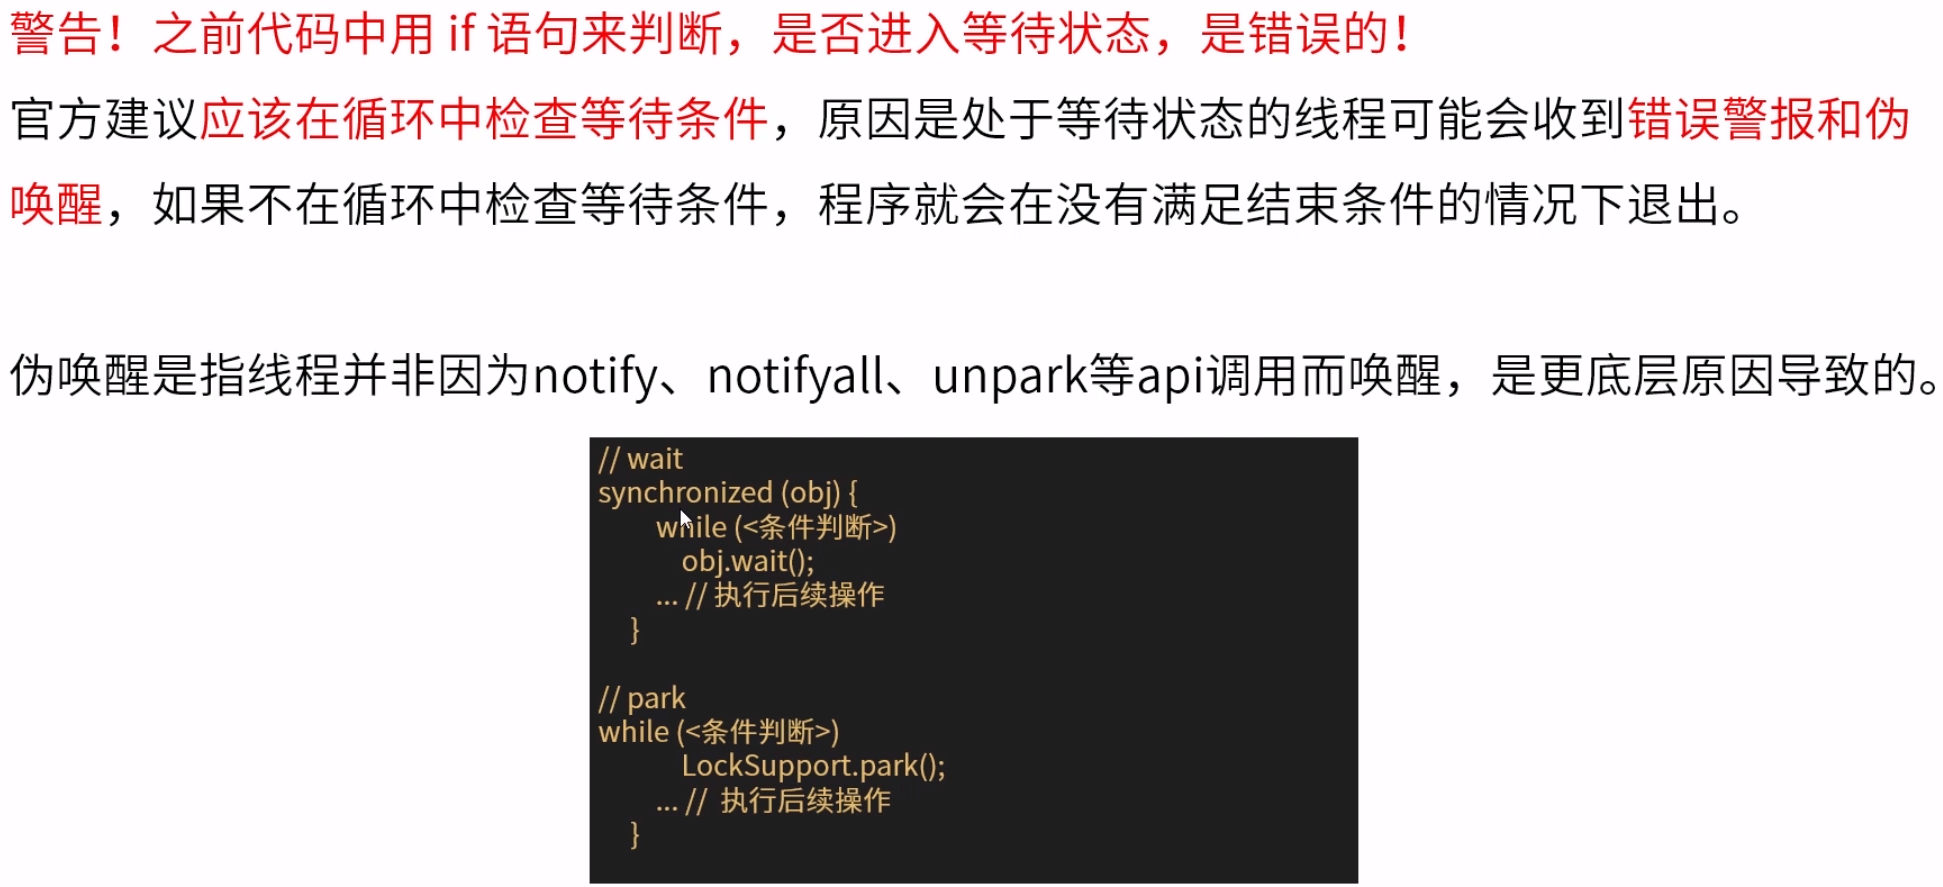 警告！之前代码中用 if 语句来判断，是否进入等待状态，是错误的！
官方建议应该在循环中检查等待条件，原因是处于等待状态的线程可能会收到错误警报和伪
唤醒，如果不在循环中检查等待条件，程序就会在没有满足结束条件的情况下退出。
伪唤醒是指线程并非因为notify、notifyall、unpark等api调用而唤醒，是更底层原因导致的。
// wait
synchronized (obj) {
while (<条件判断>)
obj.wait();
... // 执行后续操作
}
// park
while (<条件判断>)
LockSupport.park();
... // 执行后续操作
}